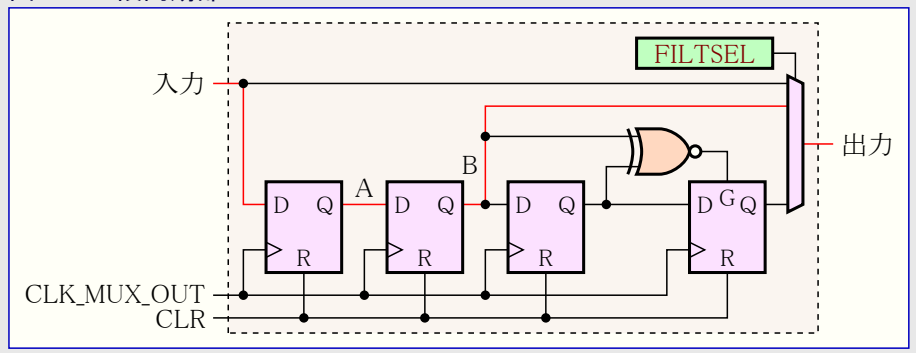 FILTSEL
入力
出力
B
A
D Q
R
D Q
R
D Q
R
D G Q
R
CLK_MUX_OUT
CLR